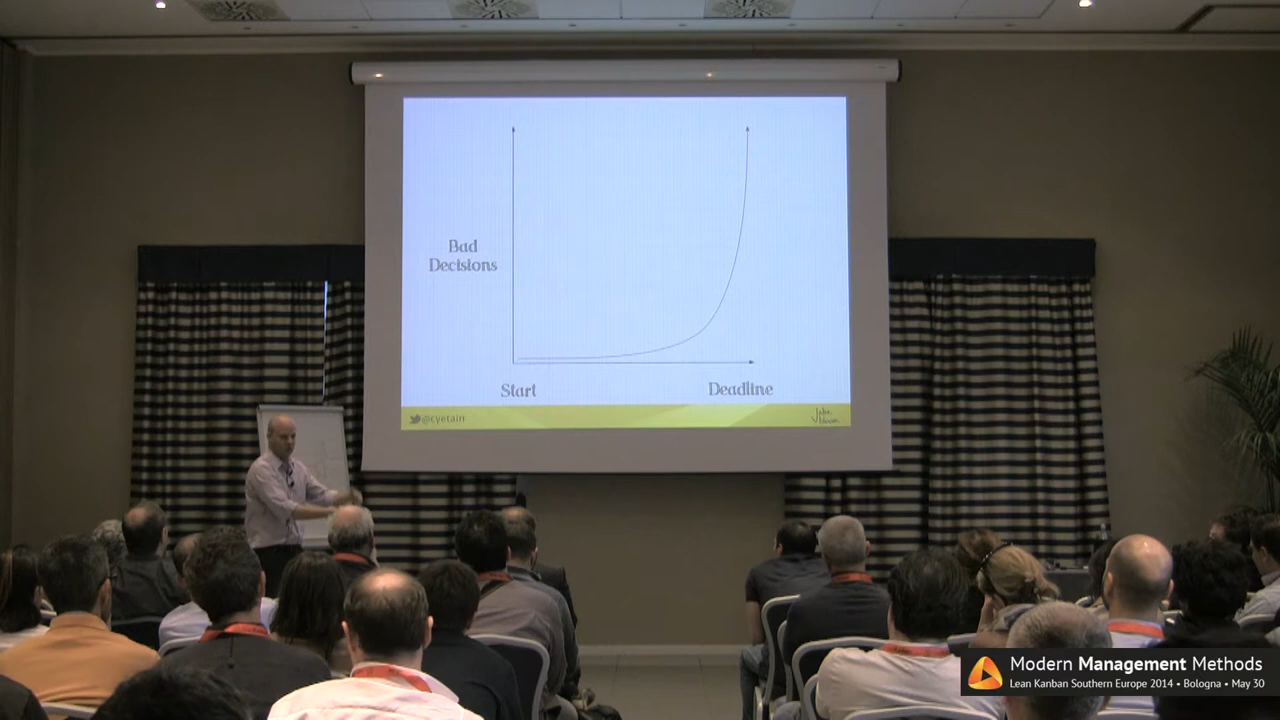 Bad
Decisions
Start
Deadline
@cyetain
Modern Management Methods
Lean Kanban Southern Europe 2014 • Bologna • May 30